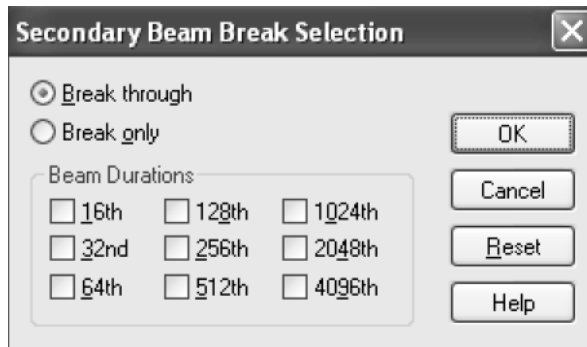 Secondary Beam Break Selection
Break through
Break only
OK
Beam Durations
Cancel
16th 128th 1024th
32nd 256th 2048th
Reset
64th 512th 4096th
Help